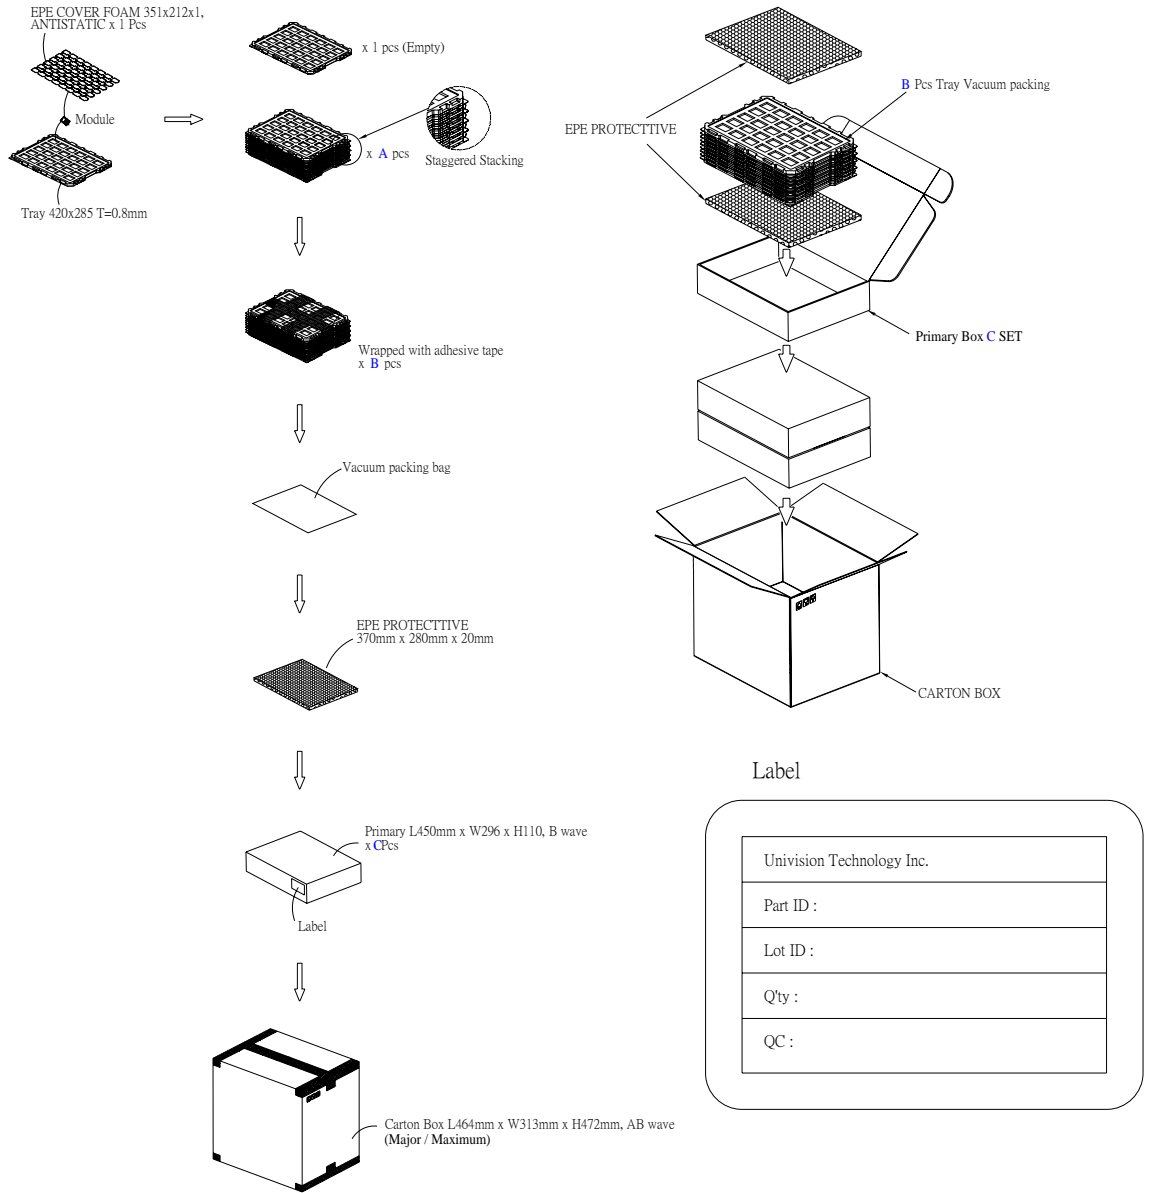 EPE COVER FOAM 351x212x1,
ANTISTATIC x 1 Pcs
Module
Tray 420x285 T=0.8mm
x 1 pcs (Empty)
x A pcs
Staggered Stacking
Wrapped with adhesive tape
x B pcs
Vacuum packing bag
EPE PROTECTTIVE
370mm x 280mm x 20mm
Primary L450mm x W296 x H110, B wave
x CPcs
Label
Carton Box L464mm x W313mm x H472mm, AB wave
(Major / Maximum)
B Pcs Tray Vacuum packing
EPE PROTECTTIVE
Primary Box C SET
CARTON BOX
Label
Univision Technology Inc.
Part ID :
Lot ID :
Q'ty :
QC :